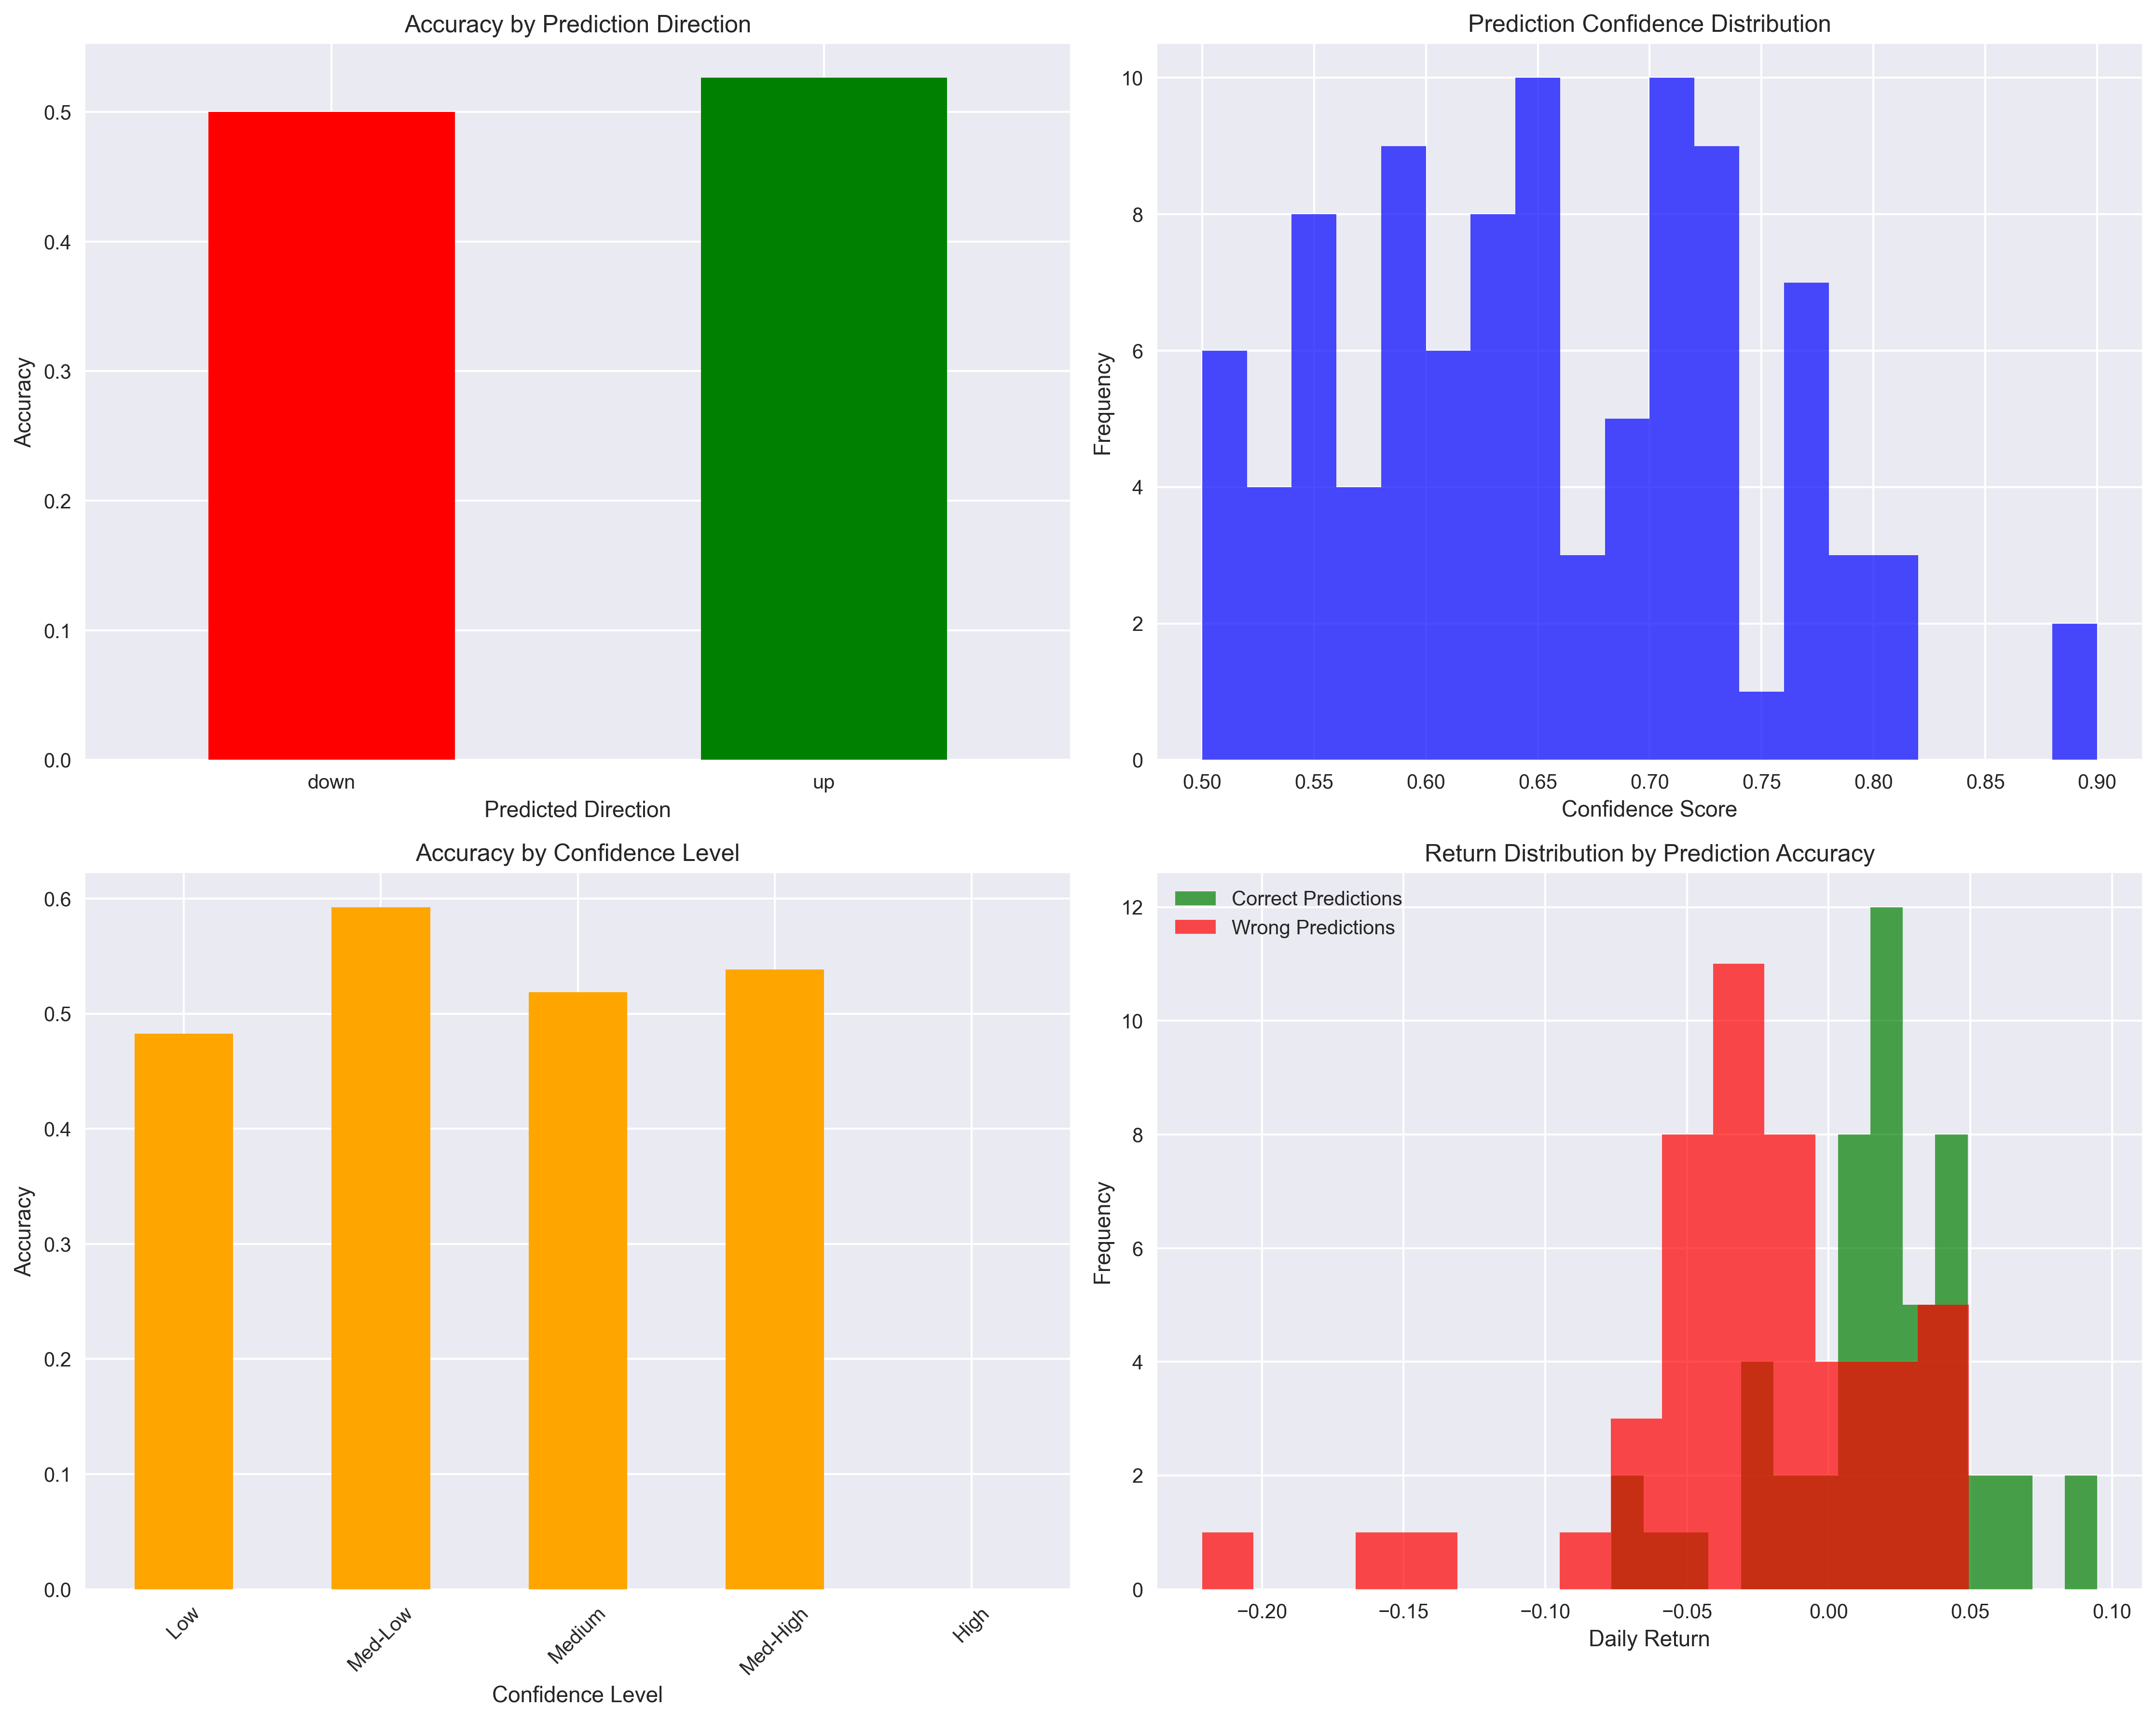 Accuracy by Prediction Direction
0.5
0.4
0.3
0.2
0.1
0.0
Accuracy
down up
Predicted Direction
Prediction Confidence Distribution
10
8
6
4
2
0
Frequency
0.50 0.55 0.60 0.65 0.70 0.75 0.80 0.85 0.90
Confidence Score
Accuracy by Confidence Level
0.6
0.5
0.4
0.3
0.2
0.1
0.0
Accuracy
Low Med-Low Medium Med-High High
Confidence Level
Return Distribution by Prediction Accuracy
Correct Predictions
Wrong Predictions
12
10
8
6
4
2
0
Frequency
−0.20 −0.15 −0.10 −0.05 0.00 0.05 0.10
Daily Return